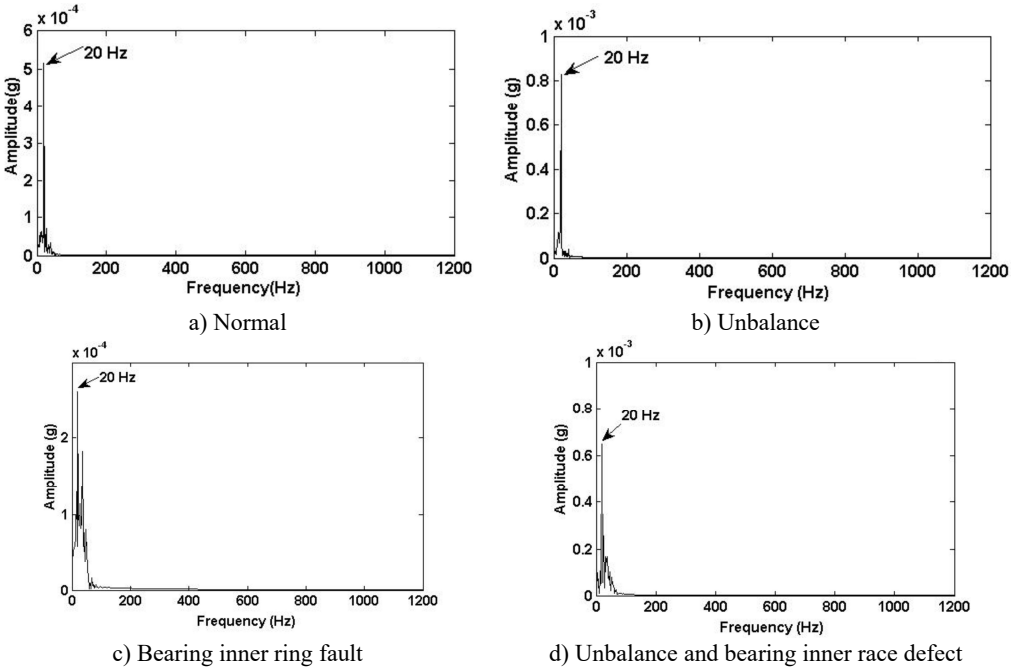 x 10⁻⁴
6
5
4
3
2
1
0
Amplitude(g)
20 Hz
0 200 400 600 800 1000 1200
Frequency(Hz)
a) Normal
x 10⁻³
1
0.8
0.6
0.4
0.2
0
Amplitude (g)
20 Hz
0 200 400 600 800 1000 1200
Frequency (Hz)
b) Unbalance
x 10⁻⁴
2
1
0
Amplitude (g)
20 Hz
0 200 400 600 800 1000 1200
Frequency (Hz)
c) Bearing inner ring fault
x 10⁻³
1
0.8
0.6
0.4
0.2
0
Amplitude (g)
20 Hz
0 200 400 600 800 1000 1200
Frequency (Hz)
d) Unbalance and bearing inner race defect